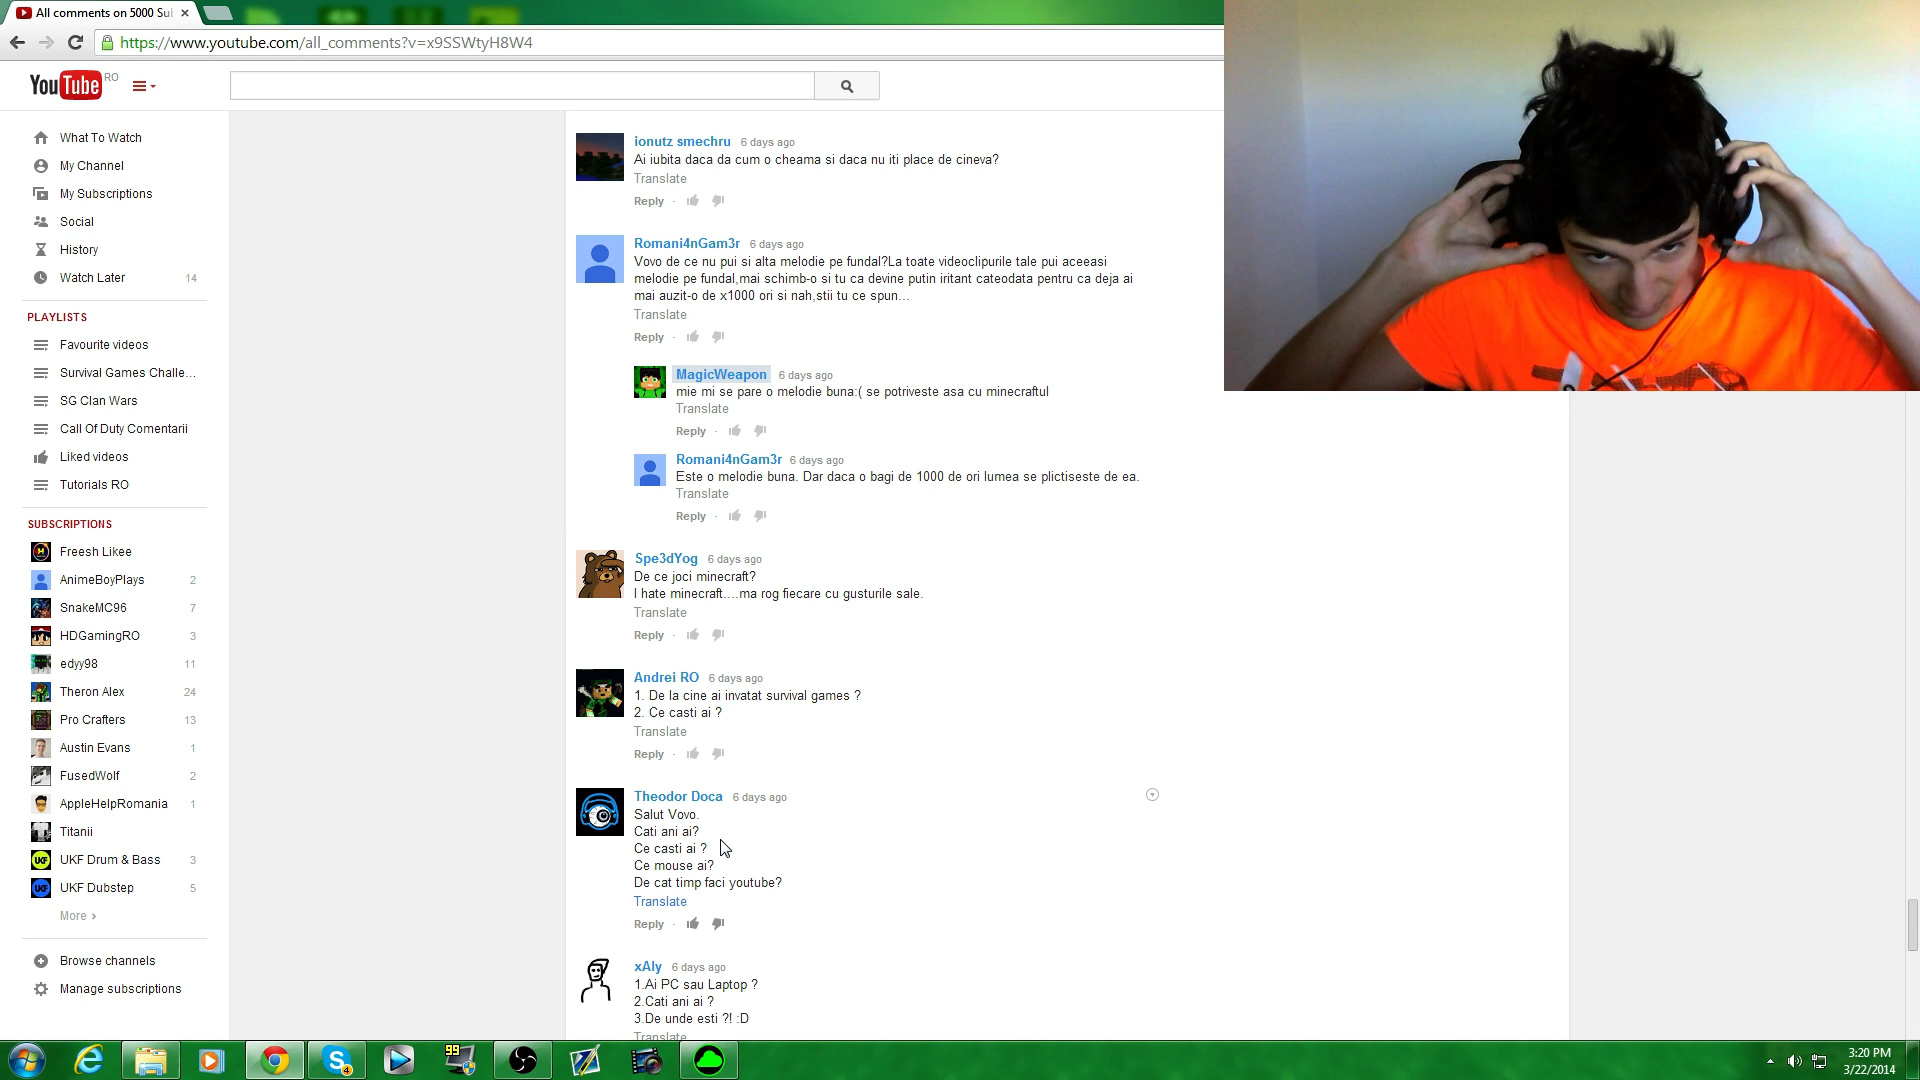 All comments on 5000 Su
https://www.youtube.com/all_comments?v=x9SSWtyH8W4
YouTube RO
What To Watch
My Channel
My Subscriptions
Social
History
Watch Later 14
PLAYLISTS
Favourite videos
Survival Games Challe...
SG Clan Wars
Call Of Duty Comentarii
Liked videos
Tutorials RO
SUBSCRIPTIONS
Freesh Likee
AnimeBoyPlays 2
SnakeMC96 7
HDGamingRO 3
edyy98 11
Theron Alex 24
Pro Crafters 13
Austin Evans 1
FusedWolf 2
AppleHelpRomania 1
Titanii
UKF Drum & Bass 3
UKF Dubstep 5
More ›
Browse channels
Manage subscriptions
ionutz smechru 6 days ago
Ai iubita daca da cum o cheama si daca nu iti place de cineva?
Translate
Reply ·
Romani4nGam3r 6 days ago
Vovo de ce nu pui si alta melodie pe fundal?La toate videoclipurile tale pui aceeasi
melodie pe fundal,mai schimb-o si tu ca devine putin iritant cateodata pentru ca deja ai
mai auzit-o de x1000 ori si nah,stii tu ce spun...
Translate
Reply ·
MagicWeapon 6 days ago
mie mi se pare o melodie buna:( se potriveste asa cu minecraftul
Translate
Reply ·
Romani4nGam3r 6 days ago
Este o melodie buna. Dar daca o bagi de 1000 de ori lumea se plictiseste de ea.
Translate
Reply ·
Spe3dYog 6 days ago
De ce joci minecraft?
I hate minecraft....ma rog fiecare cu gusturile sale.
Translate
Reply ·
Andrei RO 6 days ago
1. De la cine ai invatat survival games ?
2. Ce casti ai ?
Translate
Reply ·
Theodor Doca 6 days ago
Salut Vovo.
Cati ani ai?
Ce casti ai ?
Ce mouse ai?
De cat timp faci youtube?
Translate
Reply ·
xAly 6 days ago
1.Ai PC sau Laptop ?
2.Cati ani ai ?
3.De unde esti ?! :D
Translate
UKF
UKF
99
4
3:20 PM
3/22/2014